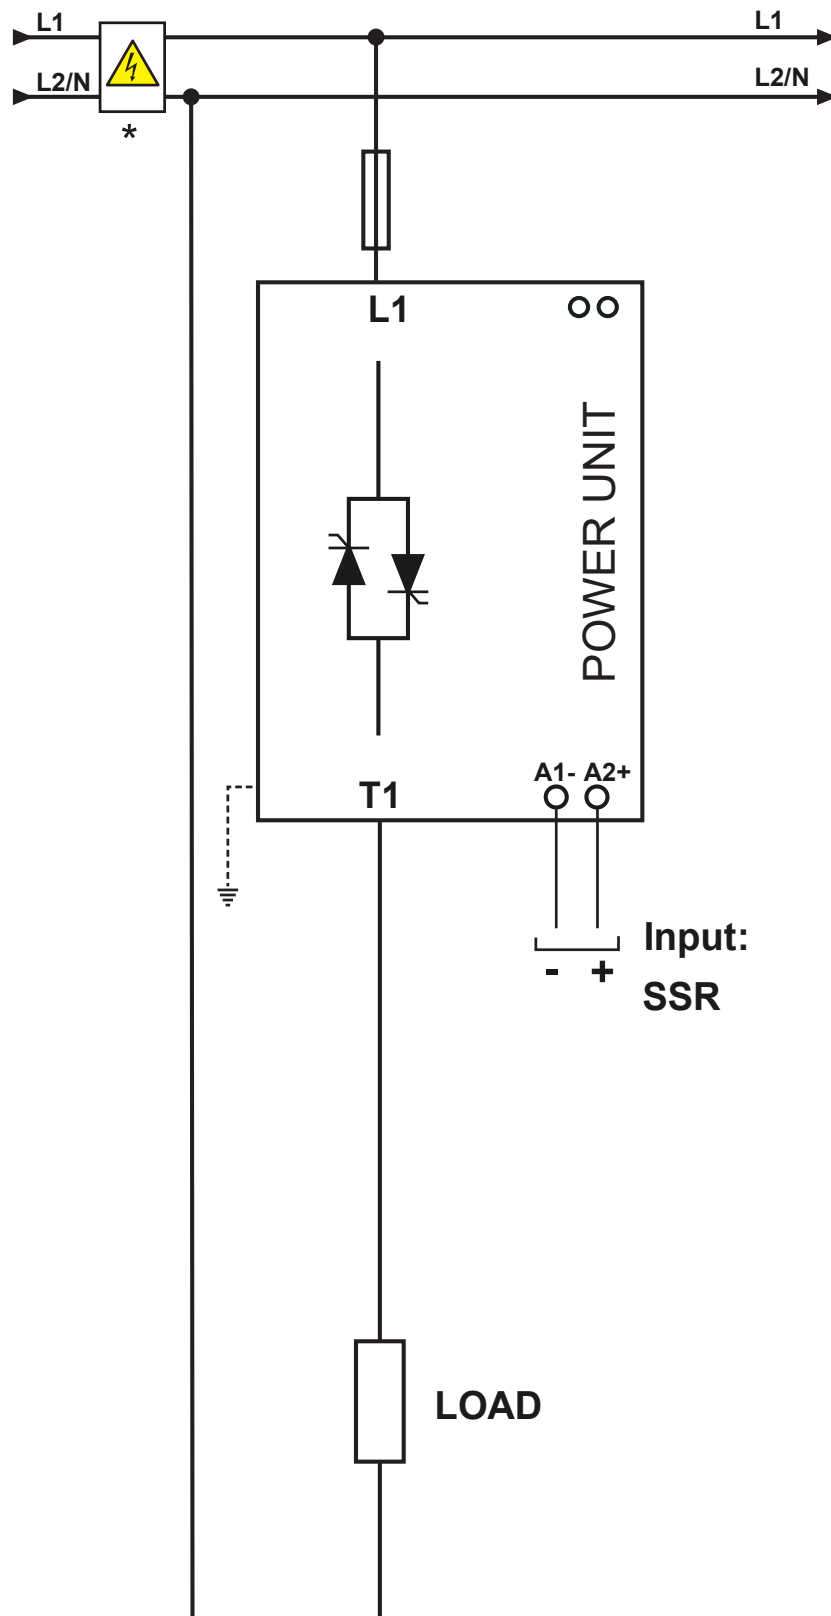 L1
L1
L2/N
L2/N
*
L1
POWER UNIT
A1- A2+
T1
Input:
- +
SSR
LOAD